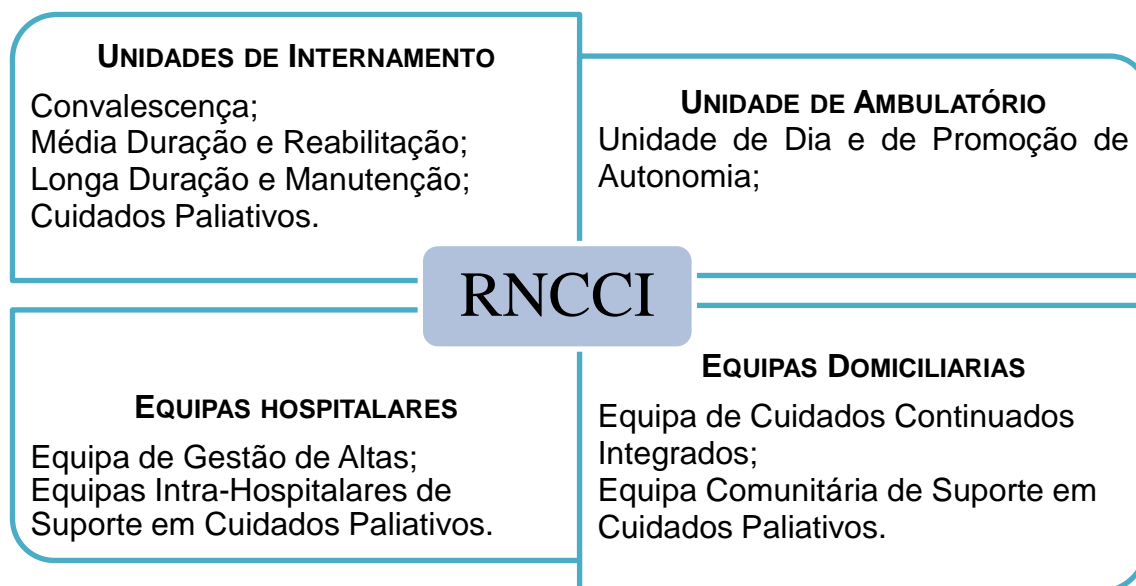 UNIDADES DE INTERNAMENTO
Convalescença;
Média Duração e Reabilitação;
Longa Duração e Manutenção;
Cuidados Paliativos.
UNIDADE DE AMBULATÓRIO
Unidade de Dia e de Promoção de
Autonomia;
RNCCI
EQUIPAS HOSPITALARES
Equipa de Gestão de Altas;
Equipas Intra-Hospitalares de
Suporte em Cuidados Paliativos.
EQUIPAS DOMICILIARIAS
Equipa de Cuidados Continuados
Integrados;
Equipa Comunitária de Suporte em
Cuidados Paliativos.